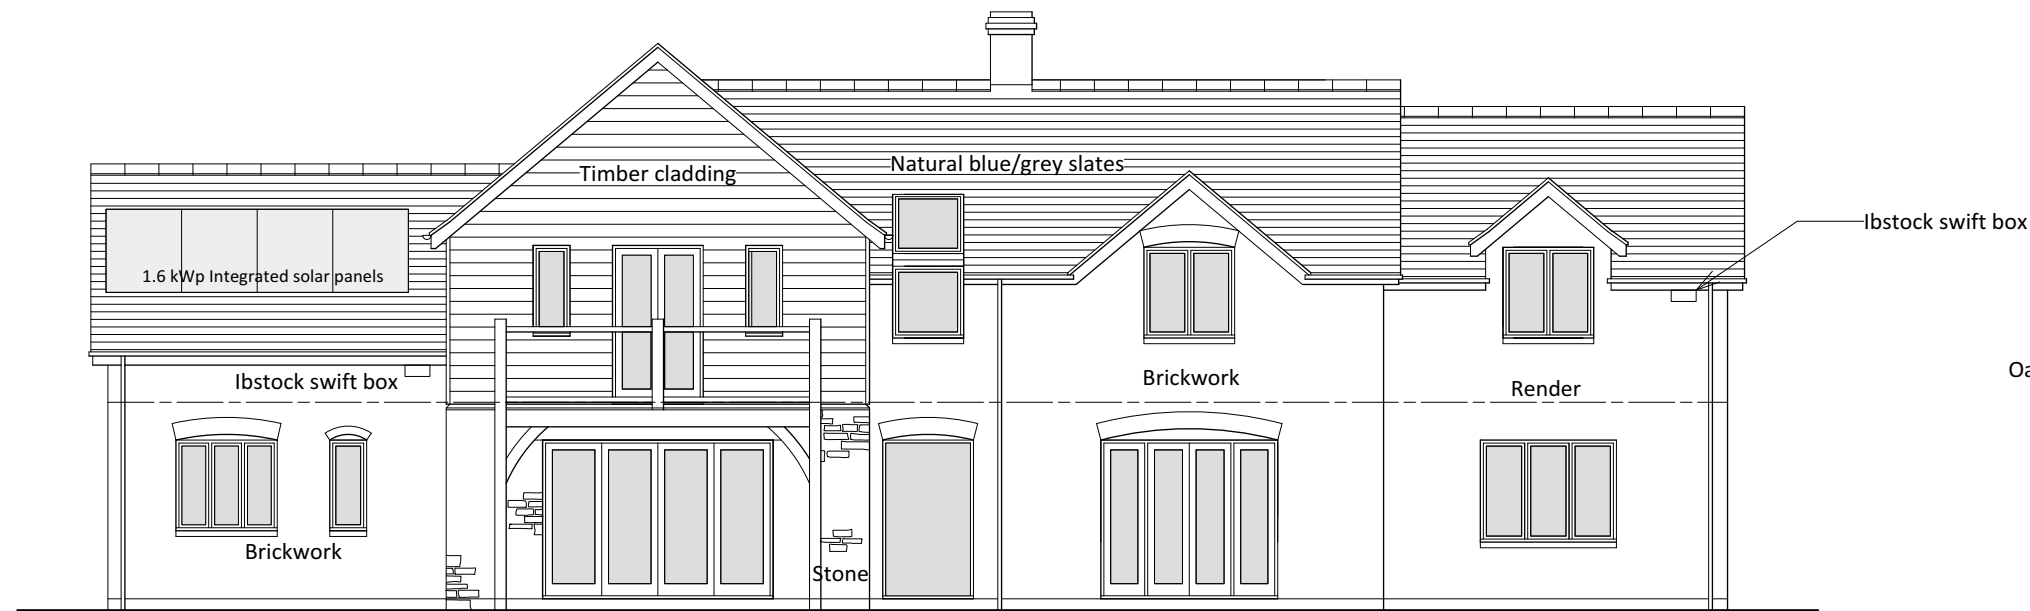 Timber cladding
Natural blue/grey slates
Ibstock swift box
1.6 kWp Integrated solar panels
Ibstock swift box
Brickwork
Render
Brickwork
Stone
Oa